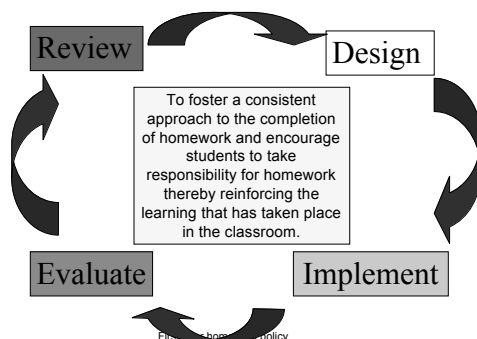 Review
Design
To foster a consistent
approach to the completion
of homework and encourage
students to take
responsibility for homework
thereby reinforcing the
learning that has taken place
in the classroom.
Evaluate
Implement
policy